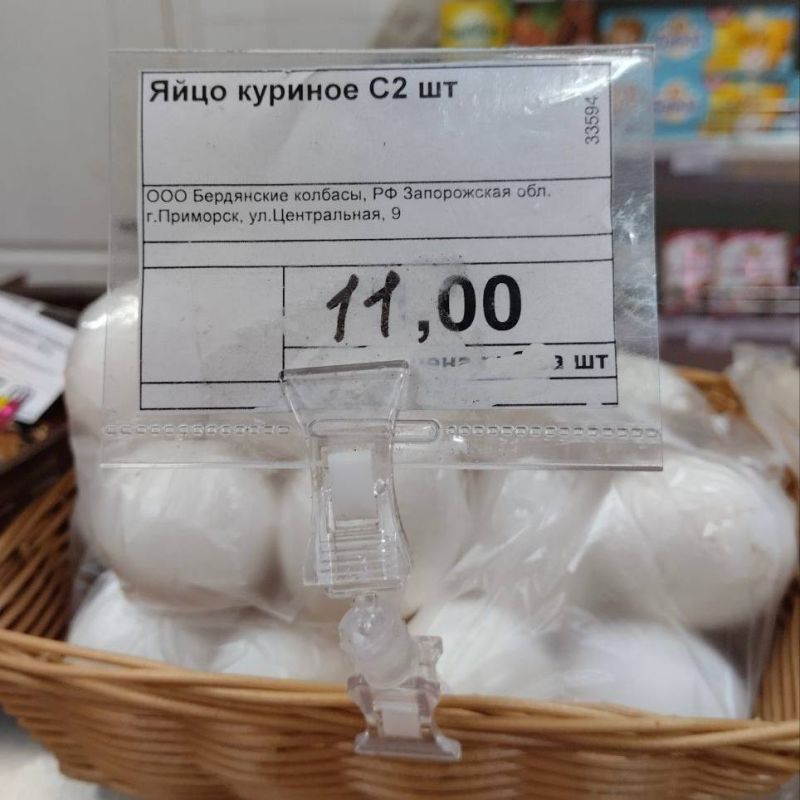 Яйцо куриное С2 шт
33594
ООО Бердянские колбасы, РФ Запорожская обл.
г.Приморск, ул.Центральная, 9
11,00
шт